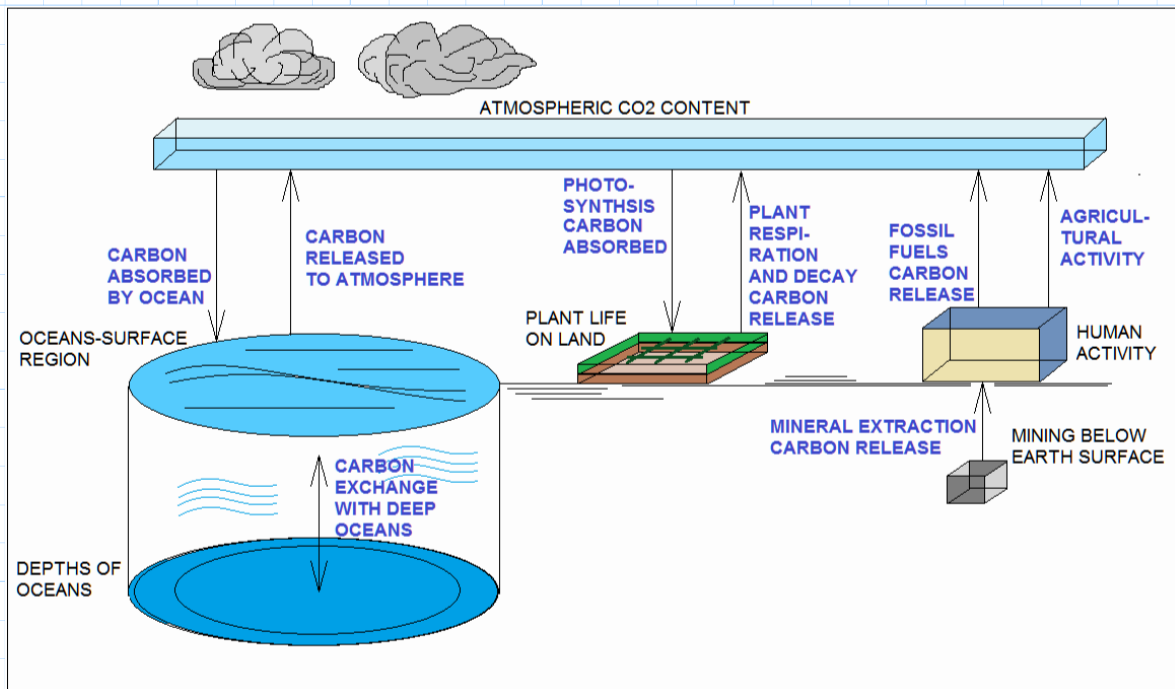 ATMOSPHERIC CO2 CONTENT
CARBON
ABSORBED
BY OCEAN
CARBON
RELEASED
TO ATMOSPHERE
PHOTO-
SYNTHSIS
CARBON
ABSORBED
PLANT
RESPI-
RATION
AND DECAY
CARBON
RELEASE
FOSSIL
FUELS
CARBON
RELEASE
AGRICUL-
TURAL
ACTIVITY
OCEANS-SURFACE
REGION
PLANT LIFE
ON LAND
HUMAN
ACTIVITY
MINERAL EXTRACTION
CARBON RELEASE
MINING BELOW
EARTH SURFACE
CARBON
EXCHANGE
WITH DEEP
OCEANS
DEPTHS OF
OCEANS